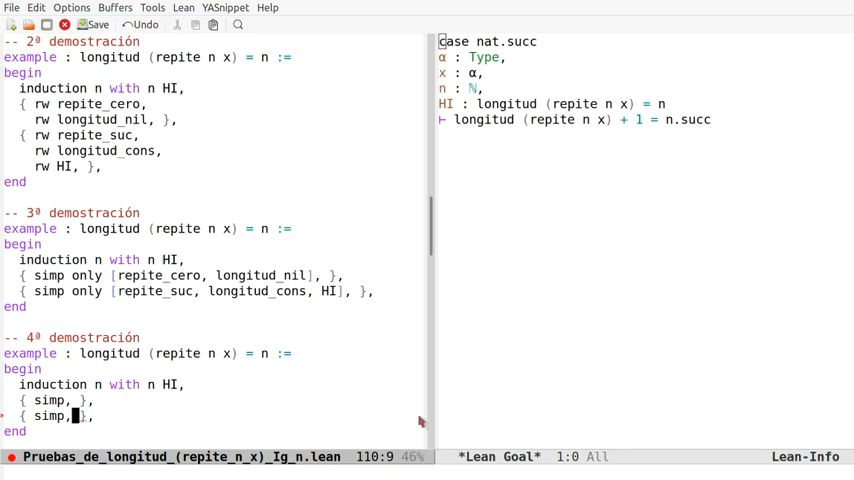 File Edit Options Buffers Tools Lean YASnippet Help
Save Undo
-- 2ª demostración
example : longitud (repite n x) = n :=
begin
induction n with n HI,
{ rw repite_cero,
rw longitud_nil, },
{ rw repite_suc,
rw longitud_cons,
rw HI, },
end
-- 3ª demostración
example : longitud (repite n x) = n :=
begin
induction n with n HI,
{ simp only [repite_cero, longitud_nil], },
{ simp only [repite_suc, longitud_cons, HI], },
end
-- 4ª demostración
example : longitud (repite n x) = n :=
begin
induction n with n HI,
{ simp, },
{ simp, },
end
Pruebas_de_longitud_(repite_n_x)_Ig_n.lean 110:9 46%
case nat.succ
α : Type,
x : α,
n : ℕ,
HI : longitud (repite n x) = n
⊢ longitud (repite n x) + 1 = n.succ
*Lean Goal* 1:0 All Lean-Info